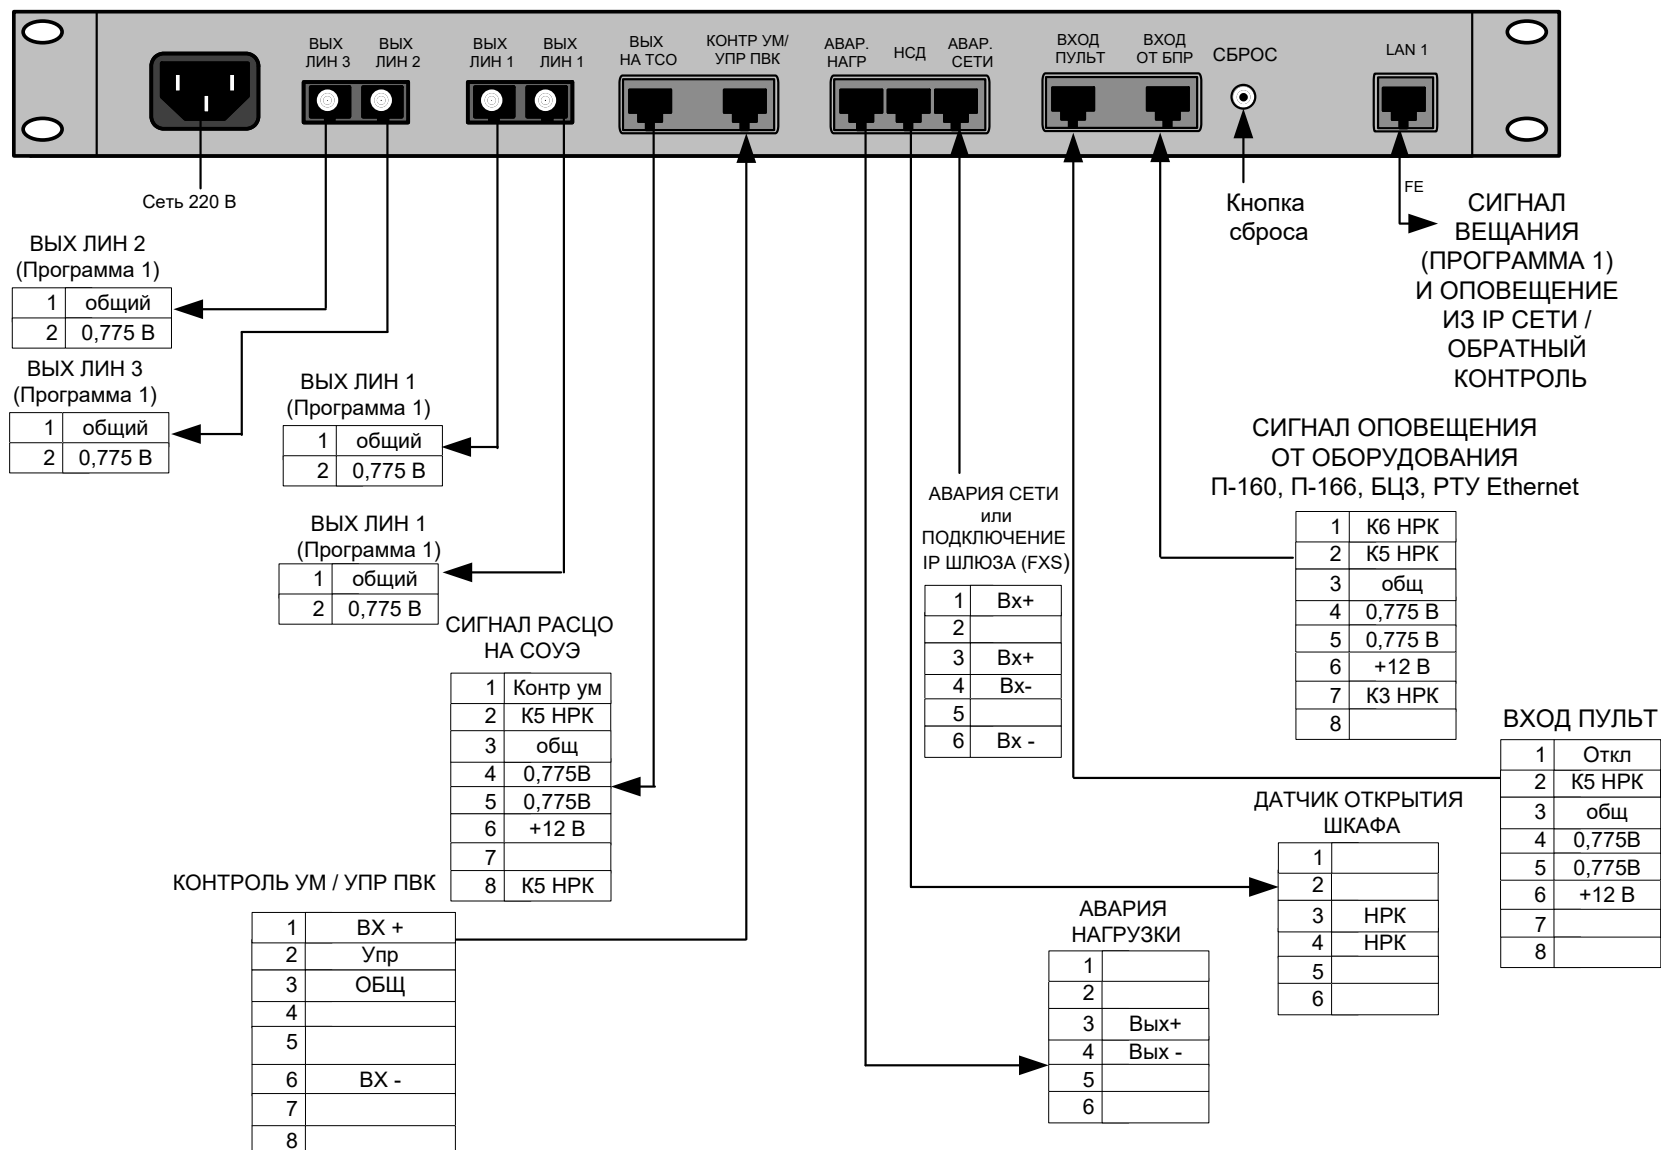 ВЫХ ЛИН 3
ВЫХ ЛИН 2
ВЫХ ЛИН 1
ВЫХ ЛИН 1
ВЫХ НА ТСО
КОНТР УМ/ УПР ПВК
АВАР. НАГР
НСД
АВАР. СЕТИ
ВХОД ПУЛЬТ
ВХОД ОТ БПР
СБРОС
LAN 1
Сеть 220 В
Кнопка
сброса
FE
СИГНАЛ
ВЕЩАНИЯ
(ПРОГРАММА 1)
И ОПОВЕЩЕНИЕ
ИЗ IP СЕТИ /
ОБРАТНЫЙ
КОНТРОЛЬ
ВЫХ ЛИН 2
(Программа 1)
1 общий
2 0,775 В
ВЫХ ЛИН 3
(Программа 1)
1 общий
2 0,775 В
ВЫХ ЛИН 1
(Программа 1)
1 общий
2 0,775 В
ВЫХ ЛИН 1
(Программа 1)
1 общий
2 0,775 В
СИГНАЛ РАСЦО
НА СОУЭ
1 Контр ум
2 К5 НРК
3 общ
4 0,775В
5 0,775В
6 +12 В
7
8 К5 НРК
КОНТРОЛЬ УМ / УПР ПВК
1 ВХ +
2 Упр
3 ОБЩ
4
5
6 ВХ -
7
8
АВАРИЯ СЕТИ
или
ПОДКЛЮЧЕНИЕ
IP ШЛЮЗА (FXS)
1 Вх+
2
3 Вх+
4 Вх-
5
6 Вх -
СИГНАЛ ОПОВЕЩЕНИЯ
ОТ ОБОРУДОВАНИЯ
П-160, П-166, БЦЗ, РТУ Ethernet
1 К6 НРК
2 К5 НРК
3 общ
4 0,775 В
5 0,775 В
6 +12 В
7 К3 НРК
8
ВХОД ПУЛЬТ
1 Откл
2 К5 НРК
3 общ
4 0,775В
5 0,775В
6 +12 В
7
8
ДАТЧИК ОТКРЫТИЯ
ШКАФА
1
2
3 НРК
4 НРК
5
6
АВАРИЯ
НАГРУЗКИ
1
2
3 Вых+
4 Вых -
5
6